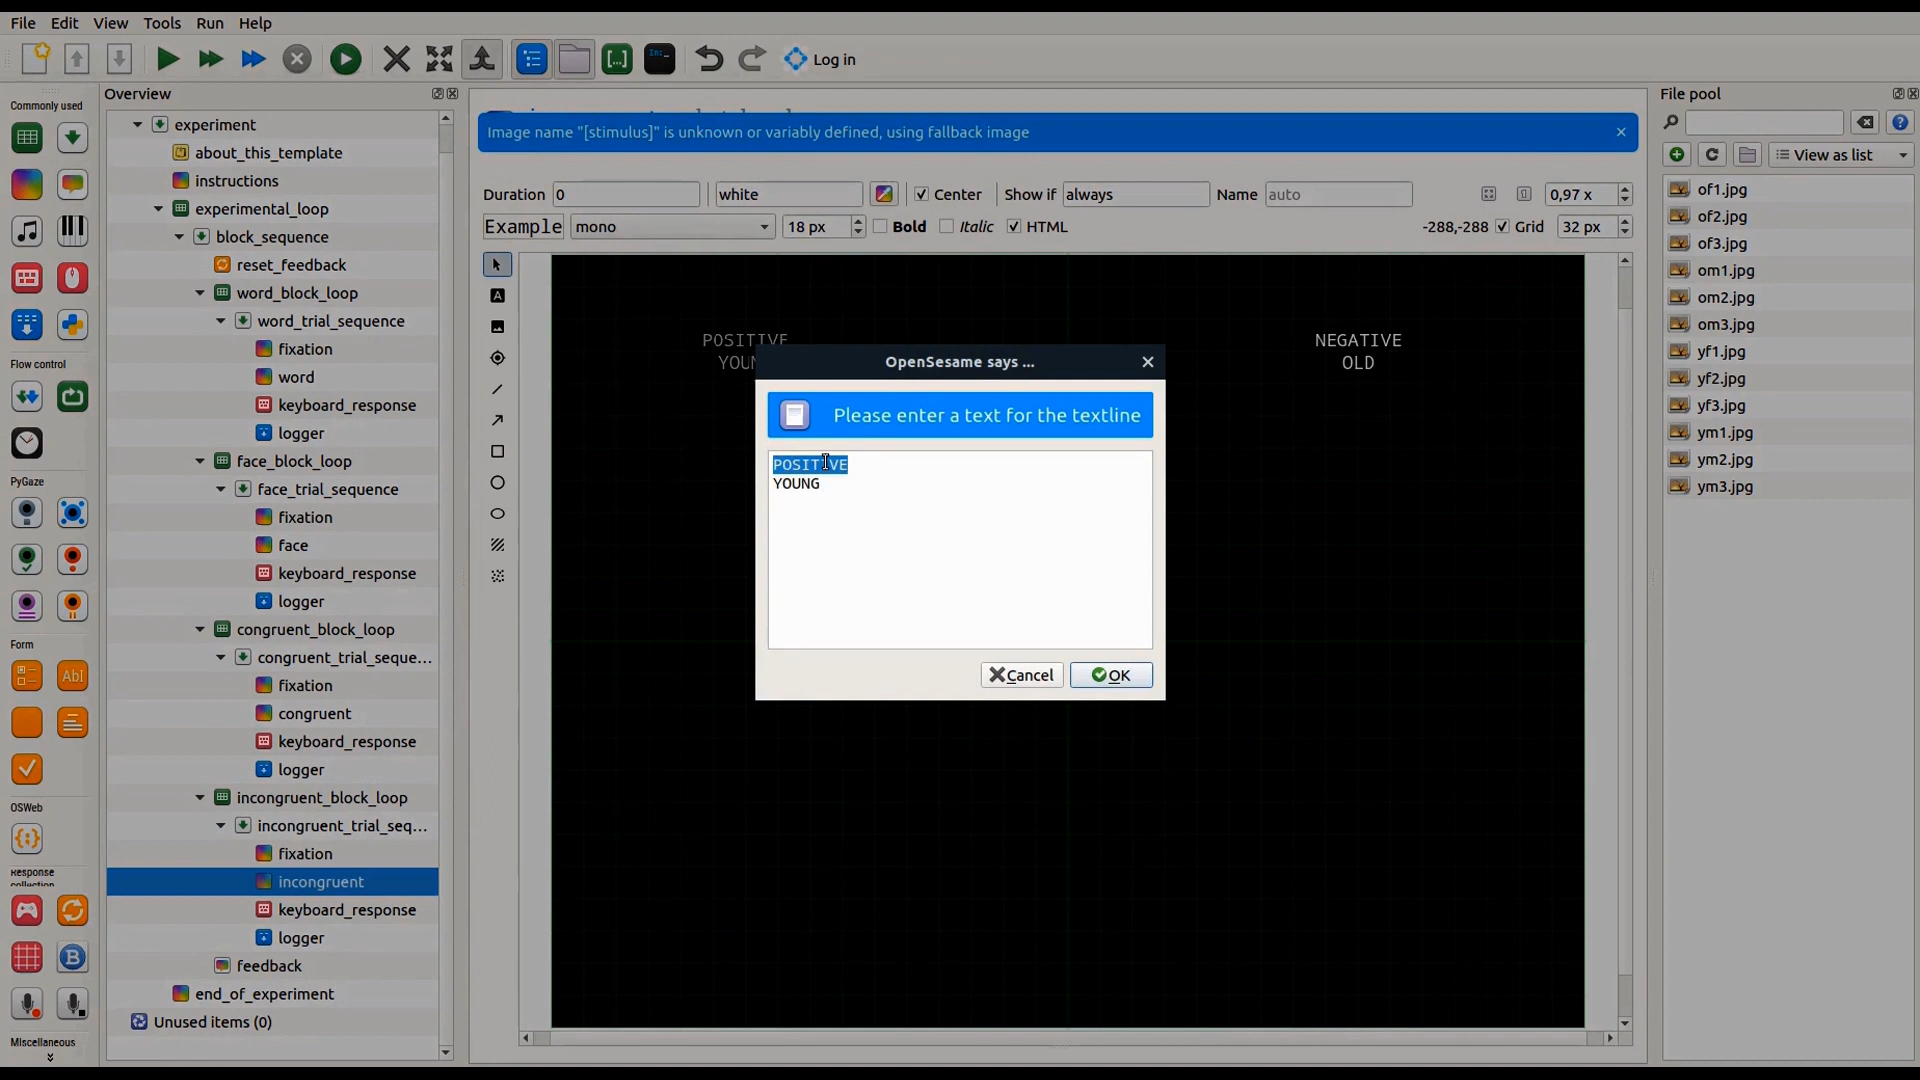 File Edit View Tools Run Help
Log in
Commonly used
Flow control
PyGaze
Form
AbI
OSWeb
Response
collection
Miscellaneous
Overview
experiment
about_this_template
instructions
experimental_loop
block_sequence
reset_feedback
word_block_loop
word_trial_sequence
fixation
word
keyboard_response
logger
face_block_loop
face_trial_sequence
fixation
face
keyboard_response
logger
congruent_block_loop
congruent_trial_seque...
fixation
congruent
keyboard_response
logger
incongruent_block_loop
incongruent_trial_seq...
fixation
incongruent
keyboard_response
logger
feedback
end_of_experiment
Unused items (0)
Image name "[stimulus]" is unknown or variably defined, using fallback image
Duration 0 white Center Show if always Name auto 0,97 x
Example mono 18 px Bold Italic HTML -288,-288 Grid 32 px
POSITIVE
NEGATIVE
OLD
OpenSesame says ...
Please enter a text for the textline
POSITIVE
YOUNG
Cancel OK
File pool
View as list
of1.jpg
of2.jpg
of3.jpg
om1.jpg
om2.jpg
om3.jpg
yf1.jpg
yf2.jpg
yf3.jpg
ym1.jpg
ym2.jpg
ym3.jpg